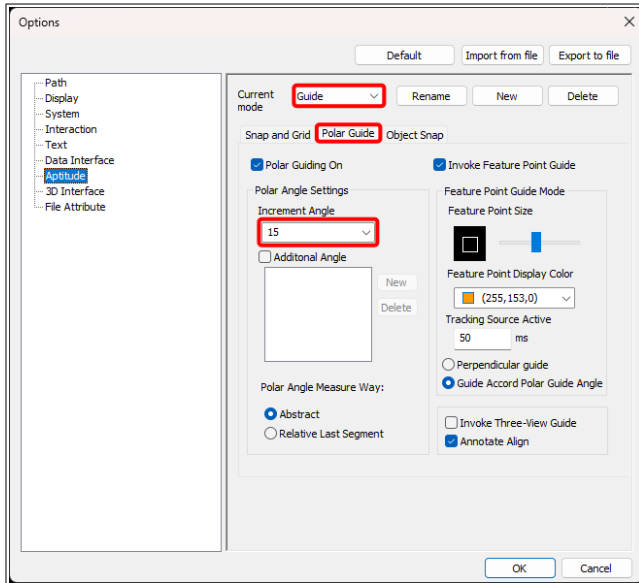 Options
Default Import from file Export to file
Path
Display
System
Interaction
Text
Data Interface
Aptitude
3D Interface
File Attribute
Current mode Guide Rename New Delete
Snap and Grid Polar Guide Object Snap
Polar Guiding On
Invoke Feature Point Guide
Polar Angle Settings
Increment Angle
15
Additonal Angle
New
Delete
Polar Angle Measure Way:
Abstract
Relative Last Segment
Feature Point Guide Mode
Feature Point Size
Feature Point Display Color
(255,153,0)
Tracking Source Active
50 ms
Perpendicular guide
Guide Accord Polar Guide Angle
Invoke Three-View Guide
Annotate Align
OK Cancel